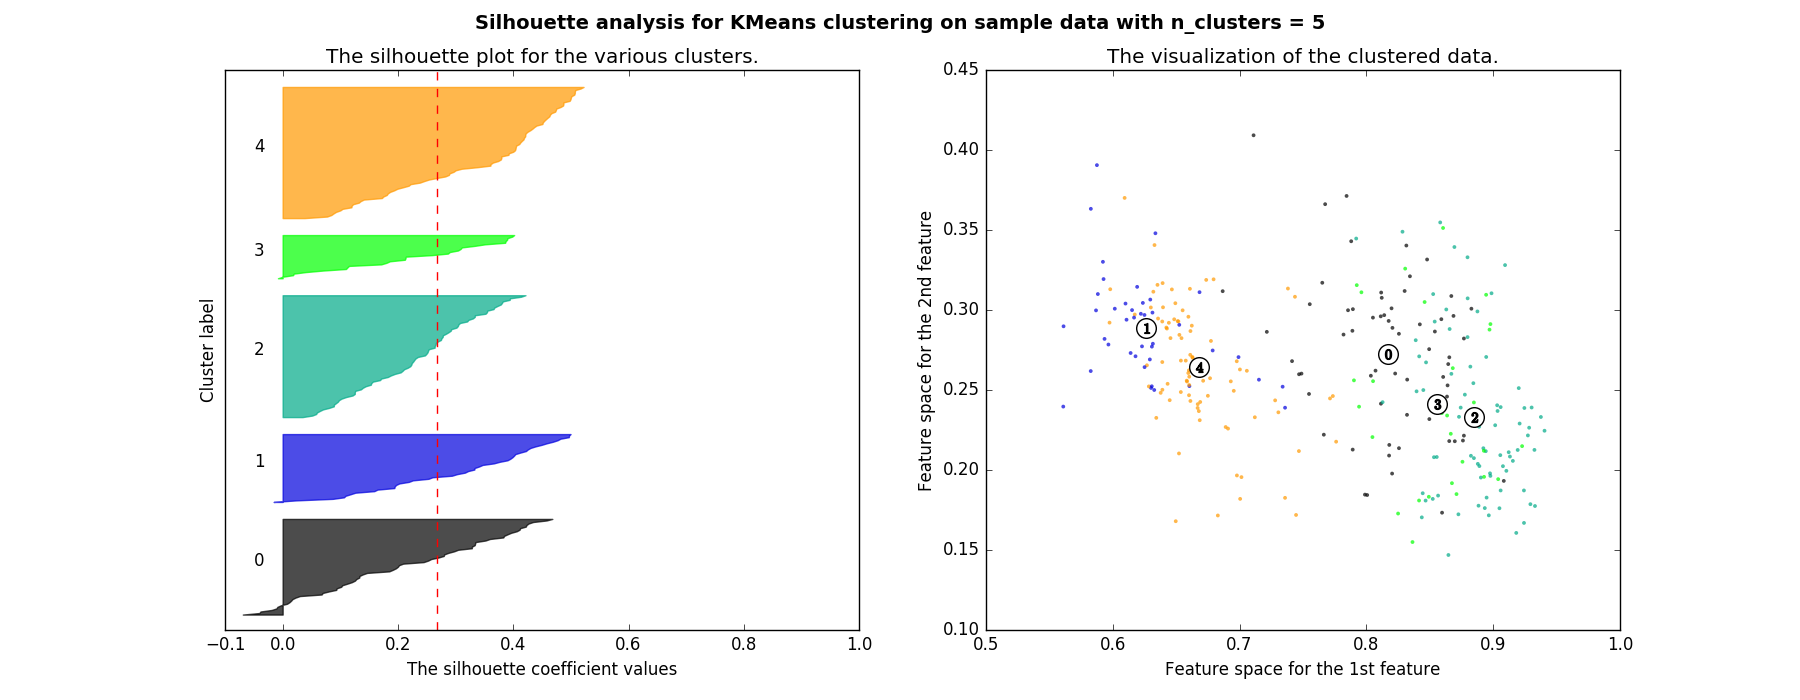 Silhouette analysis for KMeans clustering on sample data with n_clusters = 5
The silhouette plot for the various clusters.
4
3
2
1
0
Cluster label
−0.1 0.0 0.2 0.4 0.6 0.8 1.0
The silhouette coefficient values
The visualization of the clustered data.
0.45
0.40
0.35
0.30
0.25
0.20
0.15
0.10
Feature space for the 2nd feature
1
0
4
3
2
0.5 0.6 0.7 0.8 0.9 1.0
Feature space for the 1st feature